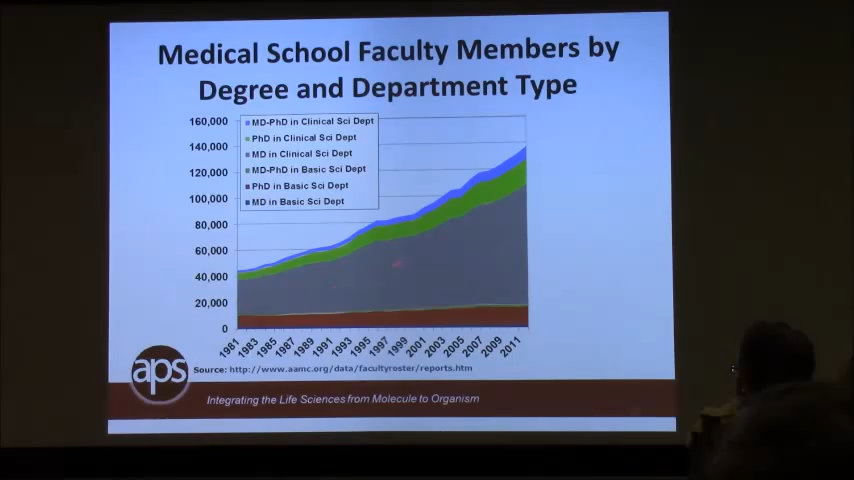 Medical School Faculty Members by
Degree and Department Type
160,000
140,000
120,000
100,000
80,000
60,000
40,000
20,000
0
MD-PhD in Clinical Sci Dept
PhD in Clinical Sci Dept
MD in Clinical Sci Dept
MD-PhD in Basic Sci Dept
PhD in Basic Sci Dept
MD in Basic Sci Dept
1981 1983 1985 1987 1989 1991 1993 1995 1997 1999 2001 2003 2005 2007 2009 2011
aps
Source: http://www.aamc.org/data/facultyroster/reports.htm
Integrating the Life Sciences from Molecule to Organism